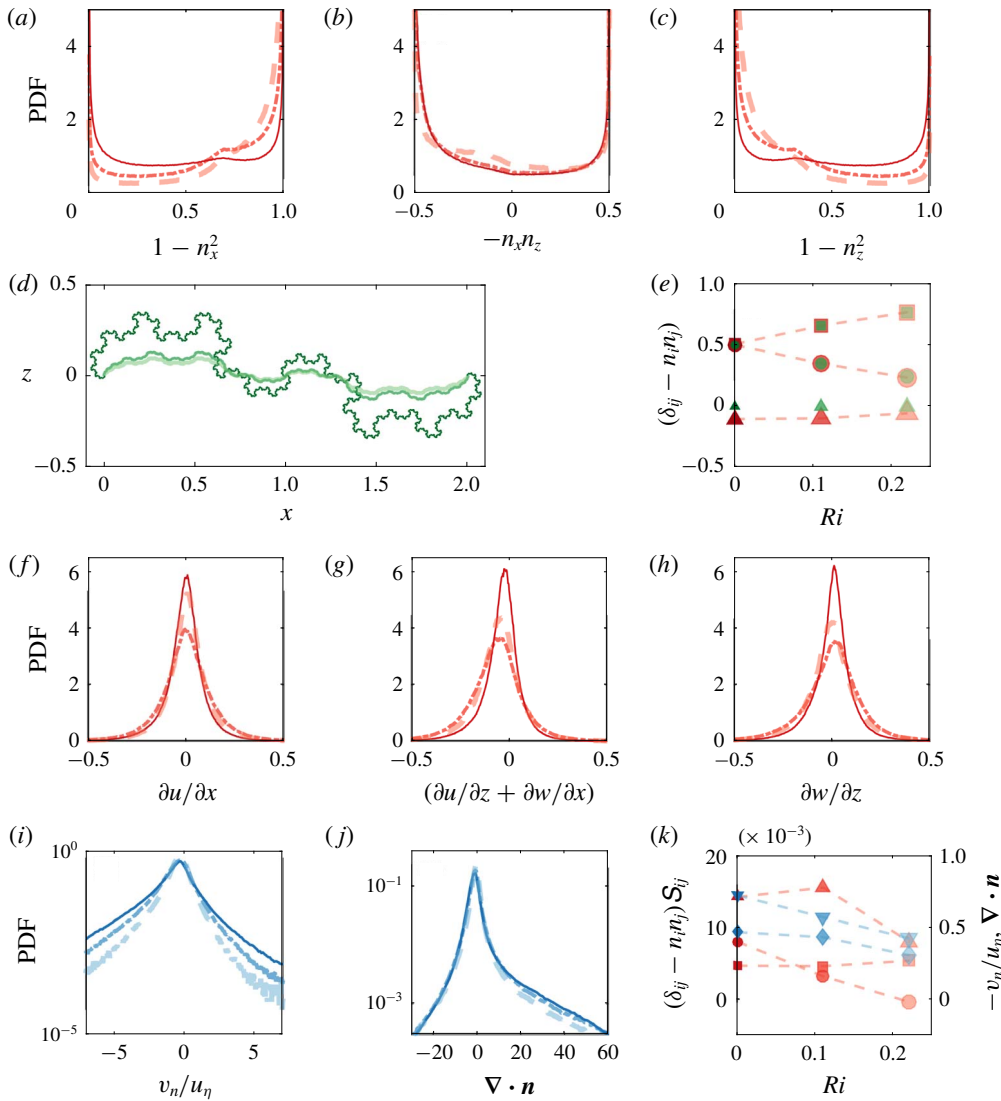 (a) (b) (c)
PDF
4 4 4
2 2 2
0 0 0
0 0.5 1.0 −0.5 0 0.5 0 0.5 1.0
1 − n_x^2 −n_x n_z 1 − n_z^2
(d) (e)
0.5 1.0
z 0 (δ_ij − n_i n_j) 0.5
−0.5 0
−0.5
0 0.5 1.0 1.5 2.0 0 0.1 0.2
x Ri
(f) (g) (h)
PDF
6 6 6
4 4 4
2 2 2
0 0 0
−0.5 0 0.5 −0.5 0 0.5 −0.5 0 0.5
∂u/∂x (∂u/∂z + ∂w/∂x) ∂w/∂z
(i) (j) (k) (× 10^−3)
PDF
10^0 10^−1 20 1.0
15
(δ_ij − n_i n_j)S_ij 10 0.5 −v_n/u_η, ∇ · n
10^−3 5
10^−5 0 0
−5 0 5 −20 0 20 40 60 0 0.1 0.2
v_n/u_η ∇ · n Ri